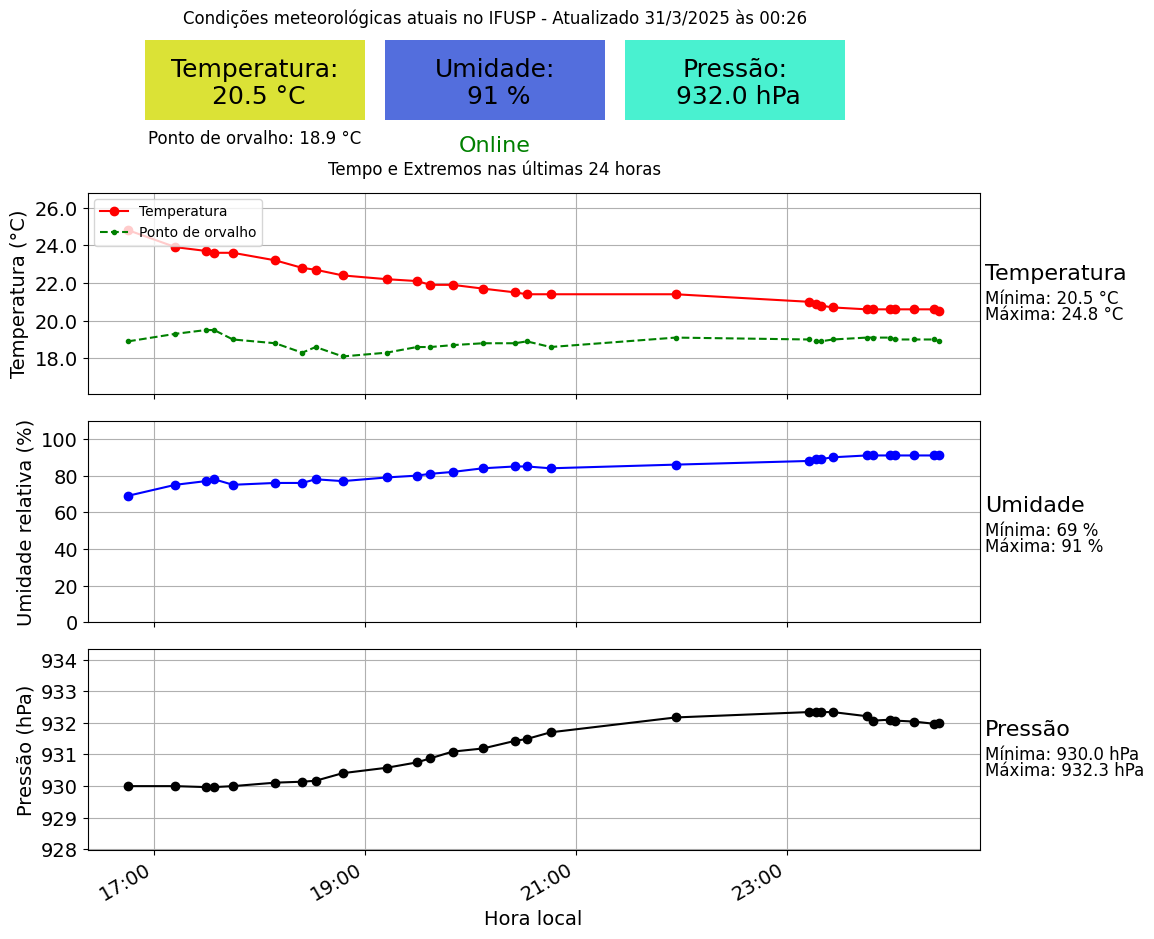 Condições meteorológicas atuais no IFUSP - Atualizado 31/3/2025 às 00:26
Temperatura:
20.5 °C
Umidade:
91 %
Pressão:
932.0 hPa
Ponto de orvalho: 18.9 °C
Online
Tempo e Extremos nas últimas 24 horas
Temperatura (°C)
26.0
24.0
22.0
20.0
18.0
Temperatura
Ponto de orvalho
Temperatura
Mínima: 20.5 °C
Máxima: 24.8 °C
Umidade relativa (%)
100
80
60
40
20
0
Umidade
Mínima: 69 %
Máxima: 91 %
Pressão (hPa)
934
933
932
931
930
929
928
Pressão
Mínima: 930.0 hPa
Máxima: 932.3 hPa
17:00
19:00
21:00
23:00
Hora local